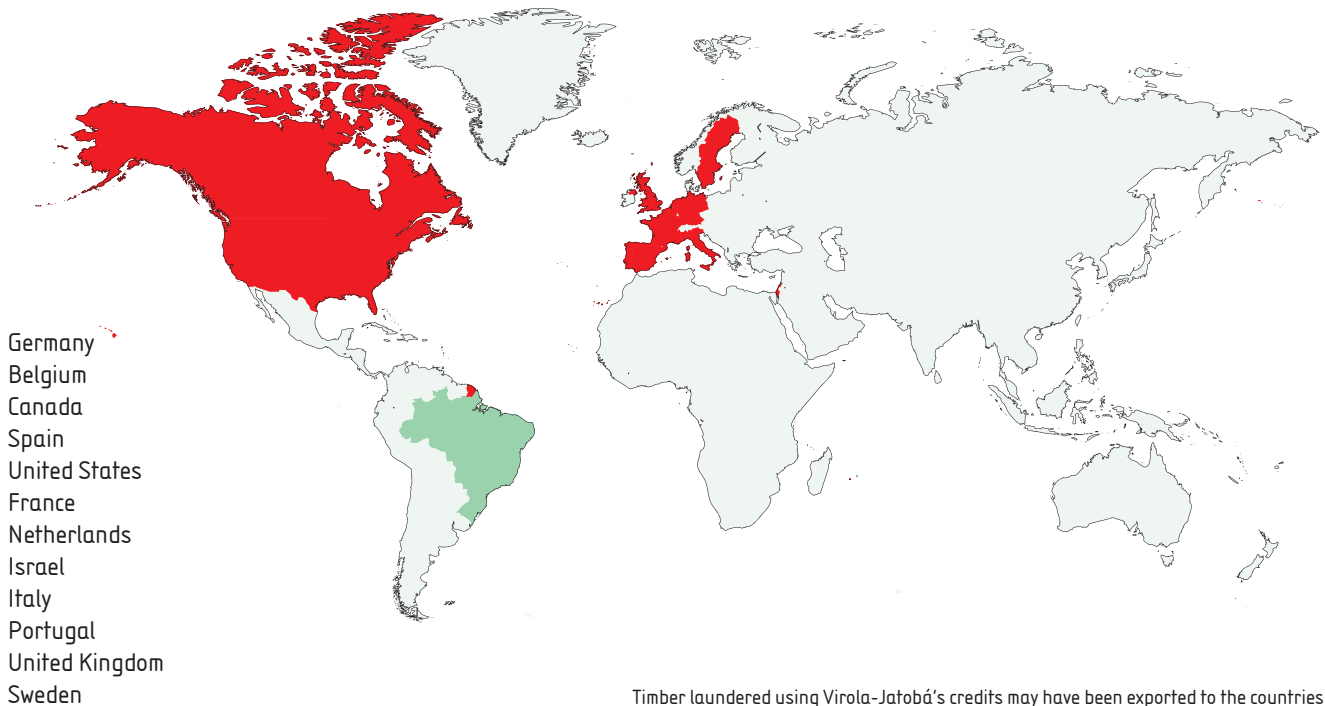 Germany
Belgium
Canada
Spain
United States
France
Netherlands
Israel
Italy
Portugal
United Kingdom
Sweden
Timber laundered using Virola-Jatobá's credits may have been exported to the countries